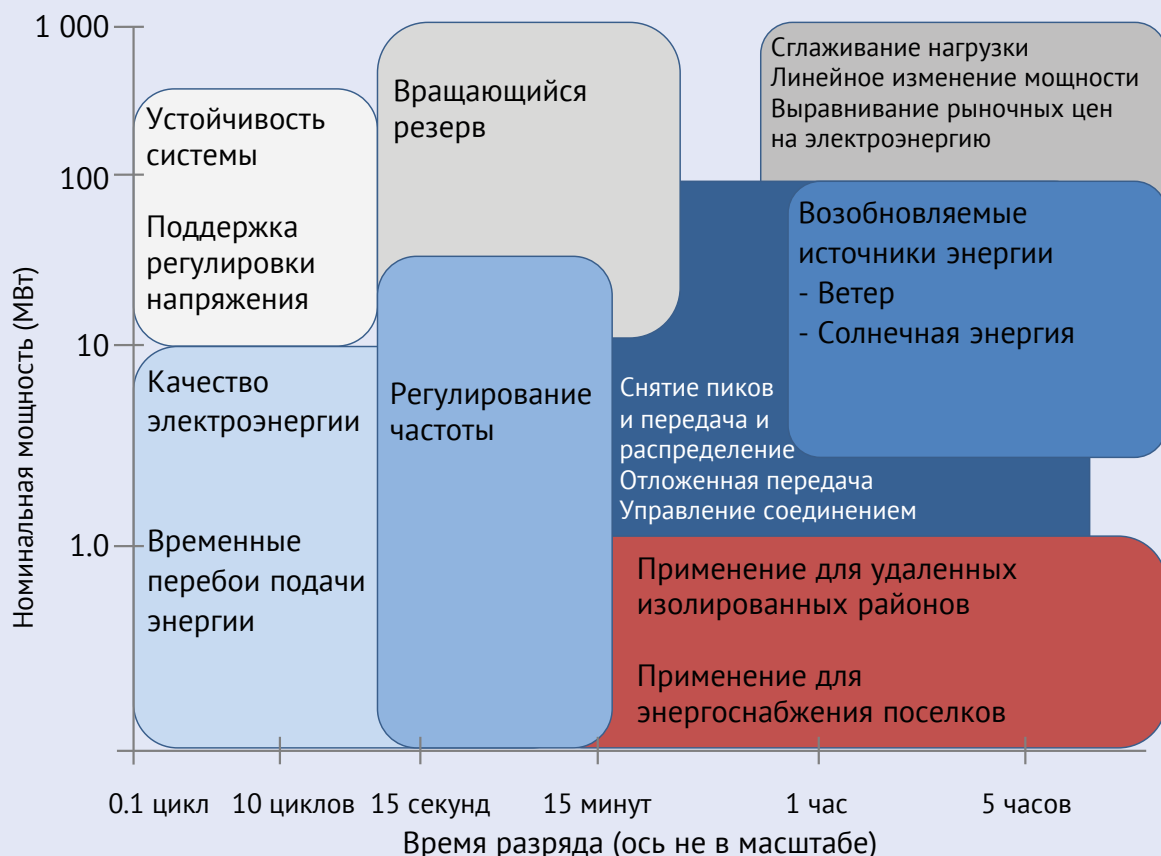 1 000
100
10
1.0
Номинальная мощность (МВт)
Устойчивость
системы
Поддержка
регулировки
напряжения
Качество
электроэнергии
Временные
перебои подачи
энергии
Вращающийся
резерв
Регулирование
частоты
Сглаживание нагрузки
Линейное изменение мощности
Выравнивание рыночных цен
на электроэнергию
Возобновляемые
источники энергии
- Ветер
- Солнечная энергия
Снятие пиков
и передача и
распределение
Отложенная передача
Управление соединением
Применение для удаленных
изолированных районов
Применение для
энергоснабжения поселков
0.1 цикл
10 циклов
15 секунд
15 минут
1 час
5 часов
Время разряда (ось не в масштабе)